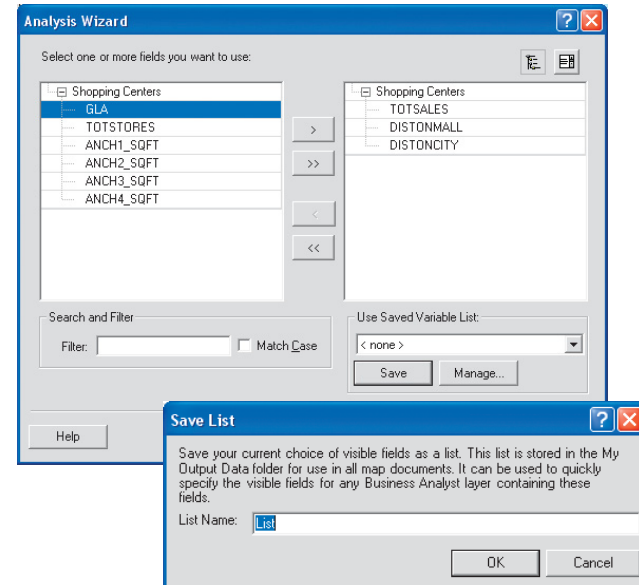 Analysis Wizard
Select one or more fields you want to use:
Shopping Centers
GLA
TOTSTORES
ANCH1_SQFT
ANCH2_SQFT
ANCH3_SQFT
ANCH4_SQFT
>
>>
<
<<
Shopping Centers
TOTSALES
DISTONMALL
DISTONCITY
Search and Filter
Filter:
Match Case
Use Saved Variable List:
< none >
Save
Manage...
Help
Save List
Save your current choice of visible fields as a list. This list is stored in the My
Output Data folder for use in all map documents. It can be used to quickly
specify the visible fields for any Business Analyst layer containing these
fields.
List Name:
List
OK
Cancel